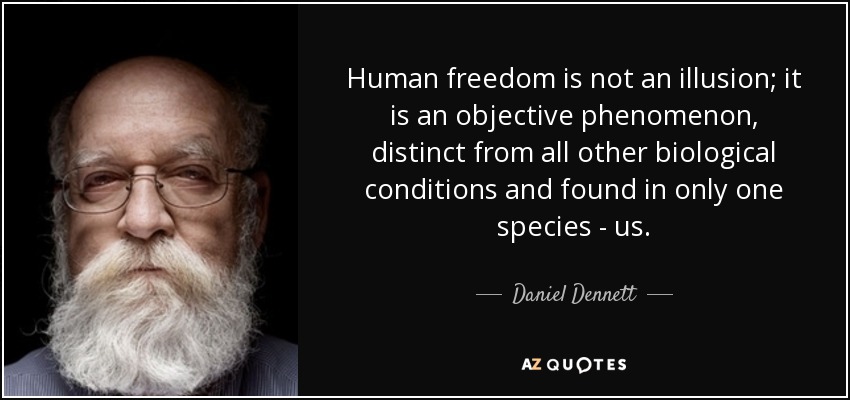 Human freedom is not an illusion; it
is an objective phenomenon,
distinct from all other biological
conditions and found in only one
species - us.
Daniel Dennett
AZ QUOTES